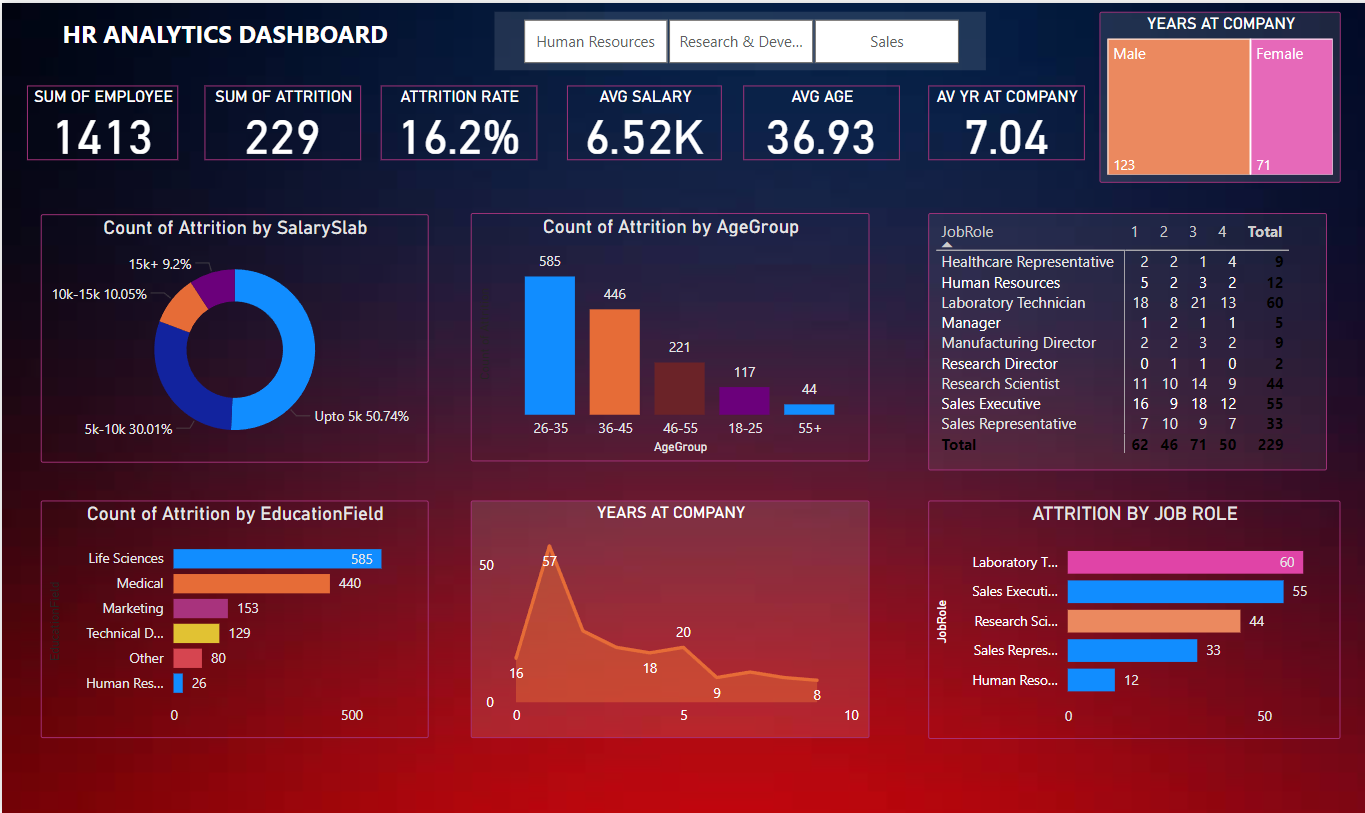 HR ANALYTICS DASHBOARD
Human Resources
Research & Deve...
Sales
YEARS AT COMPANY
Male
Female
123
71
SUM OF EMPLOYEE
1413
SUM OF ATTRITION
229
ATTRITION RATE
16.2%
AVG SALARY
6.52K
AVG AGE
36.93
AV YR AT COMPANY
7.04
Count of Attrition by SalarySlab
15k+ 9.2%
10k-15k 10.05%
5k-10k 30.01%
Upto 5k 50.74%
Count of Attrition by AgeGroup
585
446
221
117
44
26-35 36-45 46-55 18-25 55+
AgeGroup
JobRole 1 2 3 4 Total
Healthcare Representative 2 2 1 4 9
Human Resources 5 2 3 2 12
Laboratory Technician 18 8 21 13 60
Manager 1 2 1 1 5
Manufacturing Director 2 2 3 2 9
Research Director 0 1 1 0 2
Research Scientist 11 10 14 9 44
Sales Executive 16 9 18 12 55
Sales Representative 7 10 9 7 33
Total 62 46 71 50 229
Count of Attrition by EducationField
EducationField
Life Sciences 585
Medical 440
Marketing 153
Technical D... 129
Other 80
Human Res... 26
0 500
YEARS AT COMPANY
50
0
16
57
18
20
9
8
0 5 10
ATTRITION BY JOB ROLE
JobRole
Laboratory T... 60
Sales Executi... 55
Research Sci... 44
Sales Repres... 33
Human Reso... 12
0 50